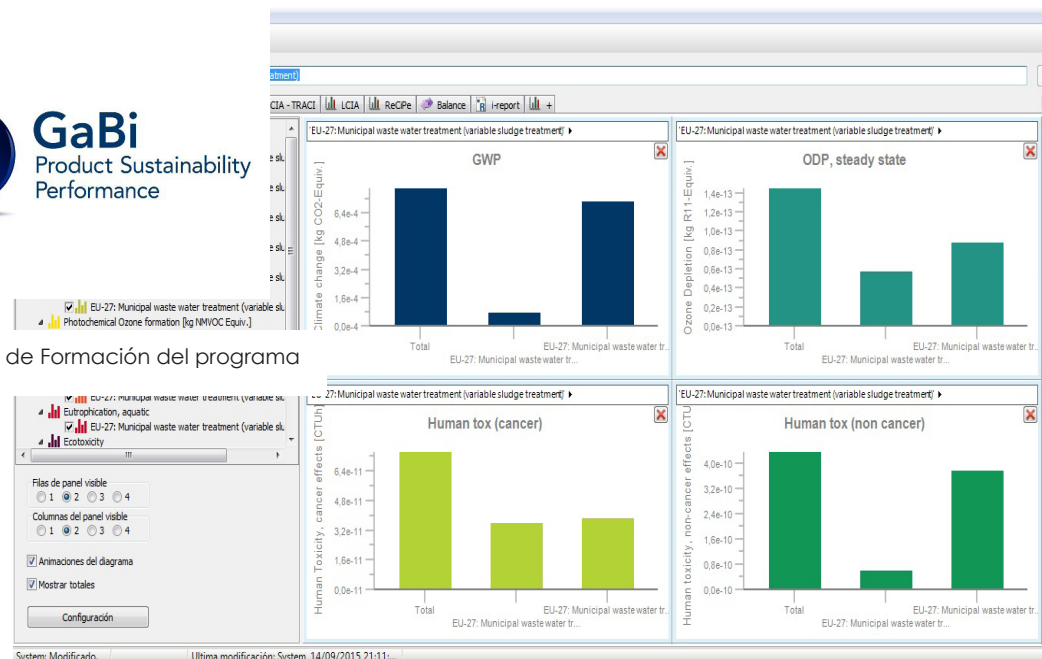 atment)
CIA - TRACI LCIA ReCiPe Balance i-report +
GaBi
Product Sustainability
Performance
e slu
e slu
e slu
e slu
e slu
EU-27: Municipal waste water treatment (variable slu
Photochemical Ozone formation [kg NMVOC Equiv.]
de Formación del programa
EU-27: Municipal waste water treatment (variable slu
Eutrophication, aquatic
EU-27: Municipal waste water treatment (variable slu
Ecotoxicity
Filas de panel visible
1 2 3 4
Columnas del panel visible
1 2 3 4
Animaciones del diagrama
Mostrar totales
Configuración
'EU-27: Municipal waste water treatment (variable sludge treatment)'
GWP
Climate change [kg CO2-Equiv.]
6,4e-4
4,8e-4
3,2e-4
1,6e-4
0,0e-4
Total
EU-27: Municipal waste water tr...
EU-27: Municipal waste water tr...
'EU-27: Municipal waste water treatment (variable sludge treatment)'
ODP, steady state
Ozone Depletion [kg R11-Equiv.]
1,4e-13
1,2e-13
1,0e-13
0,8e-13
0,6e-13
0,4e-13
0,2e-13
0,0e-13
Total
EU-27: Municipal waste water tr..
EU-27: Municipal waste water tr...
27: Municipal waste water treatment (variable sludge treatment)'
Human tox (cancer)
Human Toxicity, cancer effects [CTUh]
6,4e-11
4,8e-11
3,2e-11
1,6e-11
0,0e-11
Total
EU-27: Municipal waste water tr..
EU-27: Municipal waste water tr...
'EU-27: Municipal waste water treatment (variable sludge treatment)'
Human tox (non cancer)
Human toxicity, non-cancer effects [CTU
4,0e-10
3,2e-10
2,4e-10
1,6e-10
0,8e-10
0,0e-10
Total
EU-27: Municipal waste water tr..
EU-27: Municipal waste water tr...
System: Modificado.
Ultima modificación: System, 14/09/2015 21:11:...